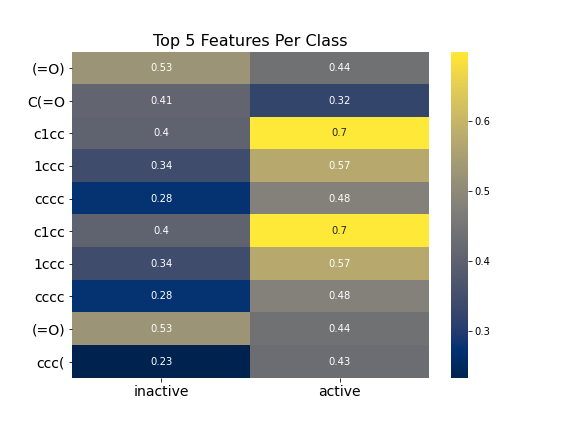 Top 5 Features Per Class
(=O) 0.53 0.44
C(=O 0.41 0.32
c1cc 0.4 0.7
1ccc 0.34 0.57
cccc 0.28 0.48
c1cc 0.4 0.7
1ccc 0.34 0.57
cccc 0.28 0.48
(=O) 0.53 0.44
ccc( 0.23 0.43
inactive active
0.6
0.5
0.4
0.3